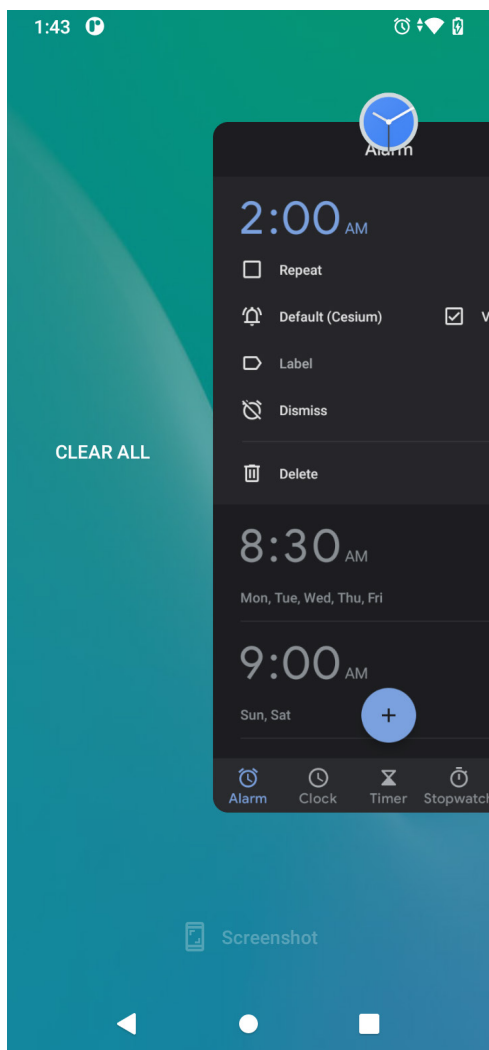 1:43
Alarm
2:00 AM
Repeat
Default (Cesium)
V
Label
Dismiss
CLEAR ALL
Delete
8:30 AM
Mon, Tue, Wed, Thu, Fri
9:00 AM
Sun, Sat
+
Alarm Clock Timer Stopwatch
Screenshot